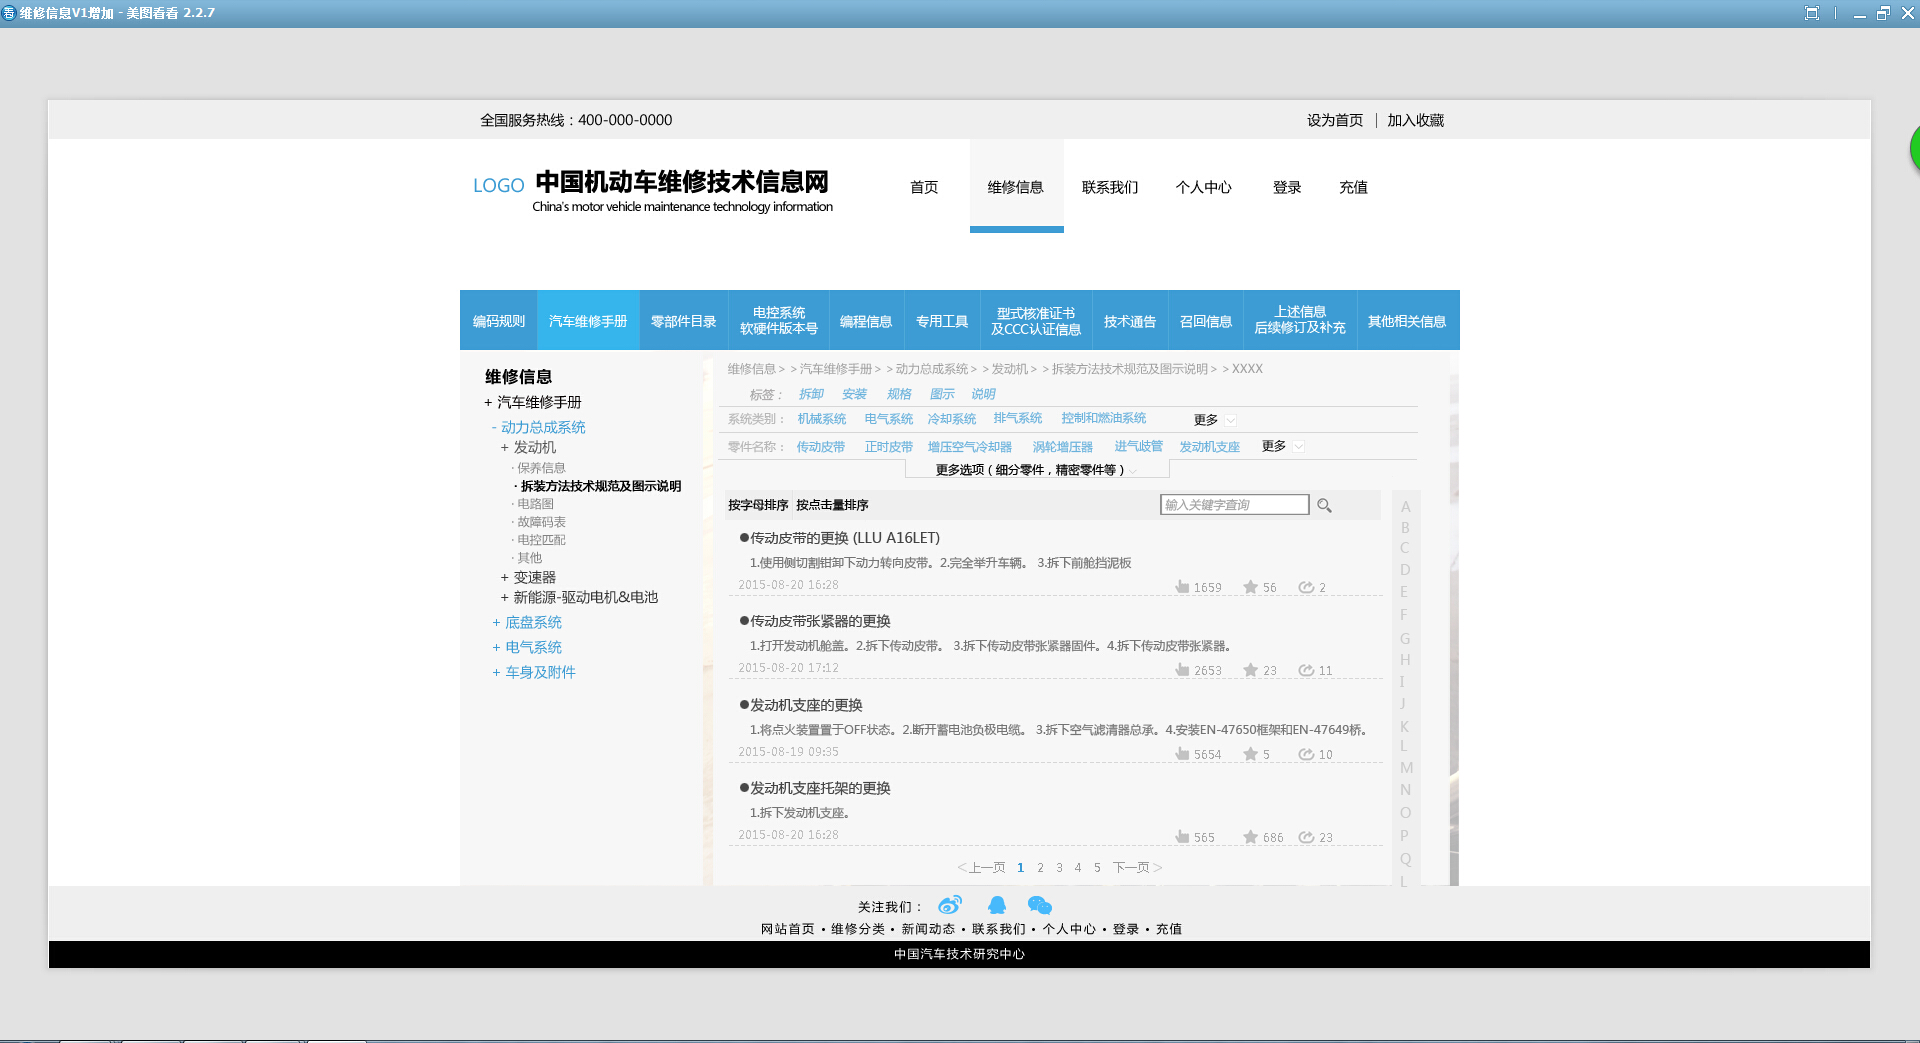 维修信息V1增加 - 美图看看 2.2.7
全国服务热线：400-000-0000
设为首页 | 加入收藏
LOGO 中国机动车维修技术信息网
China's motor vehicle maintenance technology information
首页 维修信息 联系我们 个人中心 登录 充值
编码规则 汽车维修手册 零部件目录 电控系统 软硬件版本号 编程信息 专用工具 型式核准证书 及CCC认证信息 技术通告 召回信息 上述信息 后续修订及补充 其他相关信息
维修信息
+ 汽车维修手册
- 动力总成系统
+ 发动机
· 保养信息
· 拆装方法技术规范及图示说明
· 电路图
· 故障码表
· 电控匹配
· 其他
+ 变速器
+ 新能源-驱动电机&电池
+ 底盘系统
+ 电气系统
+ 车身及附件
维修信息 > > 汽车维修手册 > > 动力总成系统 > > 发动机 > > 拆装方法技术规范及图示说明 > > XXXX
标签： 拆卸 安装 规格 图示 说明
系统类别： 机械系统 电气系统 冷却系统 排气系统 控制和燃油系统 更多
零件名称： 传动皮带 正时皮带 增压空气冷却器 涡轮增压器 进气歧管 发动机支座 更多
更多选项（细分零件，精密零件等）
按字母排序 按点击量排序 输入关键字查询
●传动皮带的更换 (LLU A16LET)
1.使用侧切割钳卸下动力转向皮带。2.完全举升车辆。 3.拆下前舱挡泥板
2015-08-20 16:28 1659 56 2
●传动皮带张紧器的更换
1.打开发动机舱盖。2.拆下传动皮带。 3.拆下传动皮带张紧器固件。4.拆下传动皮带张紧器。
2015-08-20 17:12 2653 23 11
●发动机支座的更换
1.将点火装置置于OFF状态。2.断开蓄电池负极电缆。 3.拆下空气滤清器总承。4.安装EN-47650框架和EN-47649桥。
2015-08-19 09:35 5654 5 10
●发动机支座托架的更换
1.拆下发动机支座。
2015-08-20 16:28 565 686 23
<上一页 1 2 3 4 5 下一页>
A
B
C
D
E
F
G
H
I
J
K
L
M
N
O
P
Q
L
关注我们：
网站首页 • 维修分类 • 新闻动态 • 联系我们 • 个人中心 • 登录 • 充值
中国汽车技术研究中心